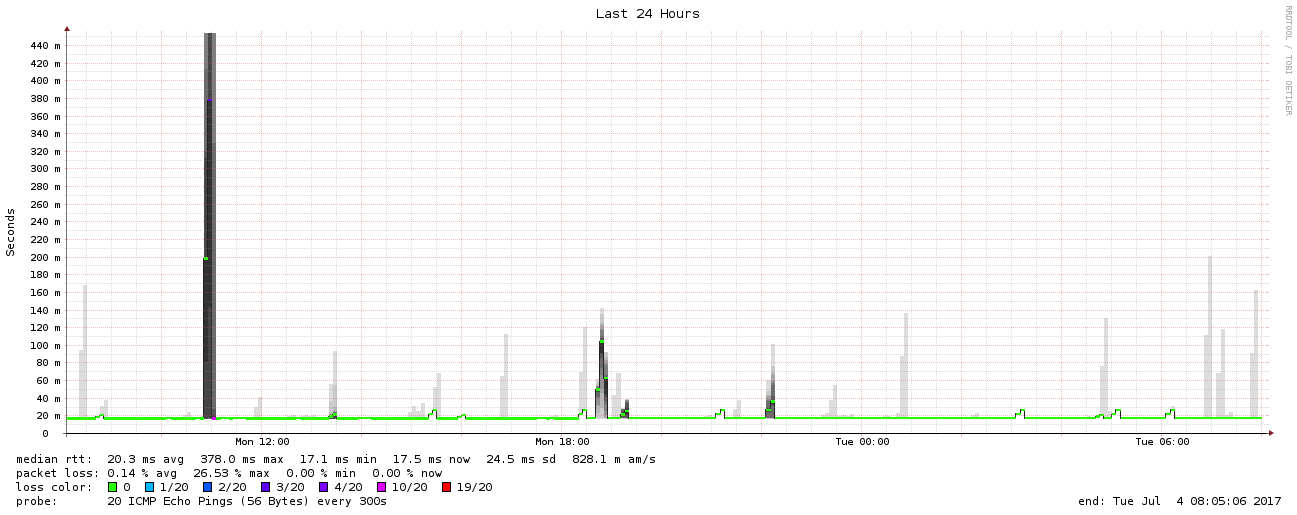 Last 24 Hours
RRDTOOL / TOBI OETIKER
Seconds
440 m
420 m
400 m
380 m
360 m
340 m
320 m
300 m
280 m
260 m
240 m
220 m
200 m
180 m
160 m
140 m
120 m
100 m
80 m
60 m
40 m
20 m
0
Mon 12:00 Mon 18:00 Tue 00:00 Tue 06:00
median rtt: 20.3 ms avg 378.0 ms max 17.1 ms min 17.5 ms now 24.5 ms sd 828.1 m am/s
packet loss: 0.14 % avg 26.53 % max 0.00 % min 0.00 % now
loss color: 0 1/20 2/20 3/20 4/20 10/20 19/20
probe: 20 ICMP Echo Pings (56 Bytes) every 300s end: Tue Jul 4 08:05:06 2017